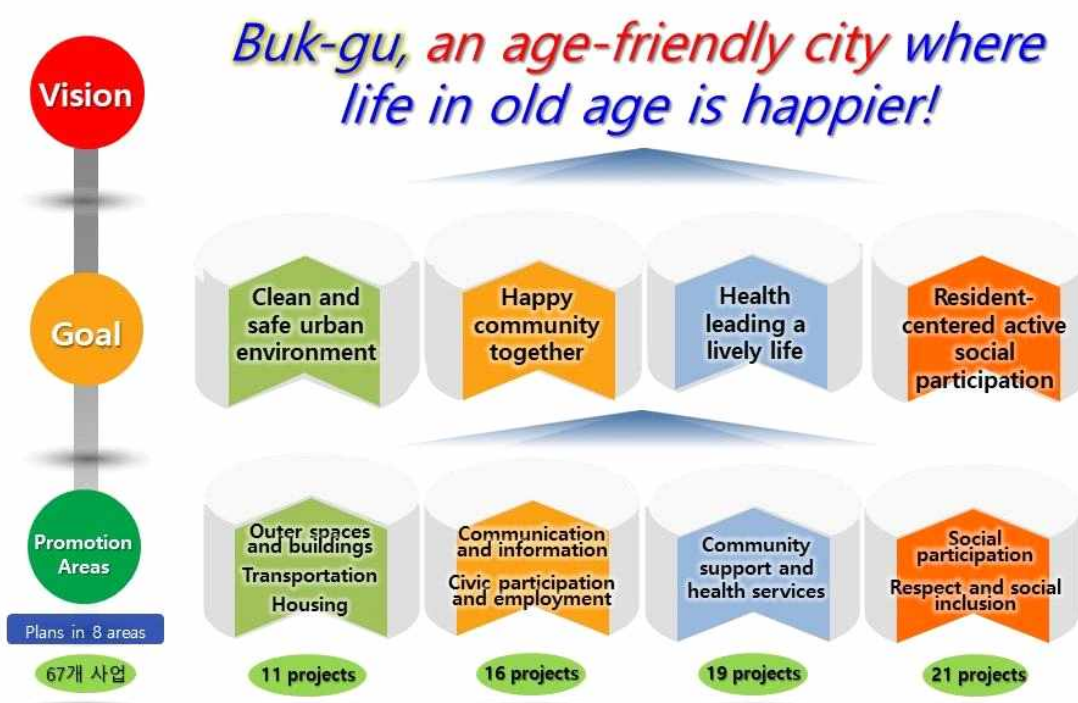 Vision
Buk-gu, an age-friendly city where
life in old age is happier!
Goal
Clean and
safe urban
environment
Happy
community
together
Health
leading a
lively life
Resident-
centered active
social
participation
Promotion
Areas
Outer spaces
and buildings
Transportation
Housing
Communication
and information
Civic participation
and employment
Community
support and
health services
Social
participation
Respect and social
inclusion
Plans in 8 areas
67개 사업
11 projects
16 projects
19 projects
21 projects